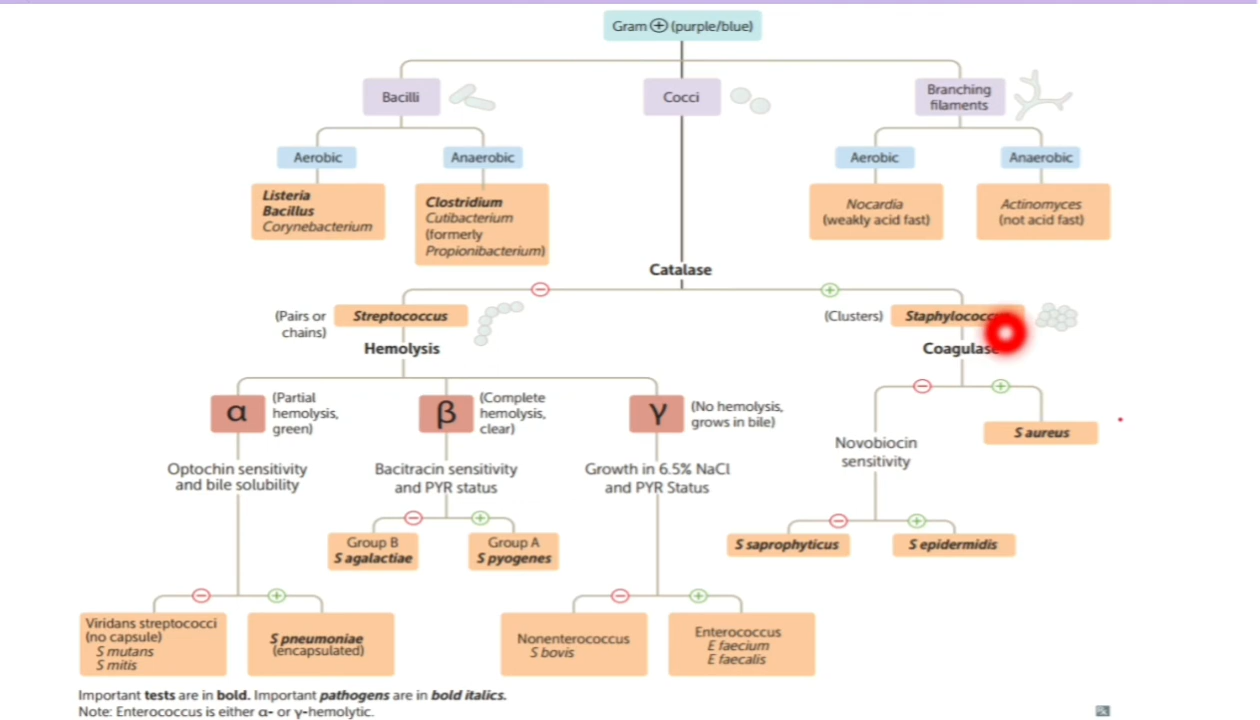 Gram ⊕ (purple/blue)
Bacilli
Cocci
Branching
filaments
Aerobic
Anaerobic
Aerobic
Anaerobic
Listeria
Bacillus
Corynebacterium
Clostridium
Cutibacterium
(formerly
Propionibacterium)
Nocardia
(weakly acid fast)
Actinomyces
(not acid fast)
Catalase
⊖
⊕
(Pairs or
chains)
Streptococcus
(Clusters)
Hemolysis
⊖
⊕
α
(Partial
hemolysis,
green)
β
(Complete
hemolysis,
clear)
γ
(No hemolysis,
grows in bile)
S aureus
Novobiocin
sensitivity
Optochin sensitivity
and bile solubility
Bacitracin sensitivity
and PYR status
Growth in 6.5% NaCl
and PYR Status
⊖
⊕
⊖
⊕
Group B
S agalactiae
Group A
S pyogenes
S saprophyticus
S epidermidis
⊖
⊕
⊖
⊕
Viridans streptococci
(no capsule)
S mutans
S mitis
S pneumoniae
(encapsulated)
Nonenterococcus
S bovis
Enterococcus
E faecium
E faecalis
Important tests are in bold. Important pathogens are in bold italics.
Note: Enterococcus is either α- or γ-hemolytic.